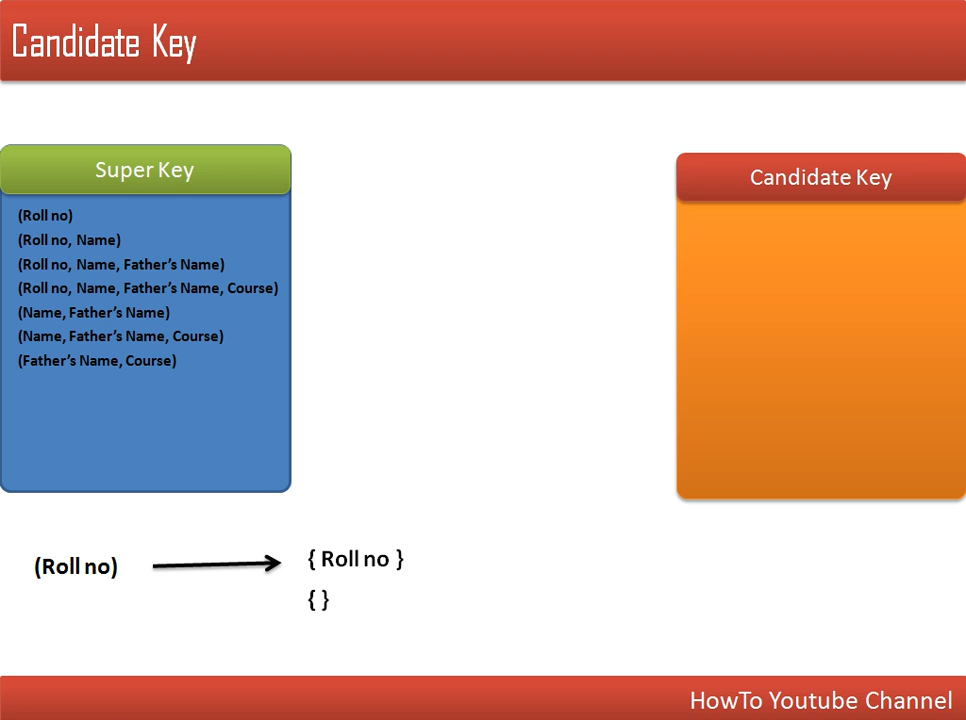 Candidate Key
Super Key
Candidate Key
(Roll no)
(Roll no, Name)
(Roll no, Name, Father’s Name)
(Roll no, Name, Father’s Name, Course)
(Name, Father’s Name)
(Name, Father’s Name, Course)
(Father’s Name, Course)
(Roll no)
{ Roll no }
{ }
HowTo Youtube Channel